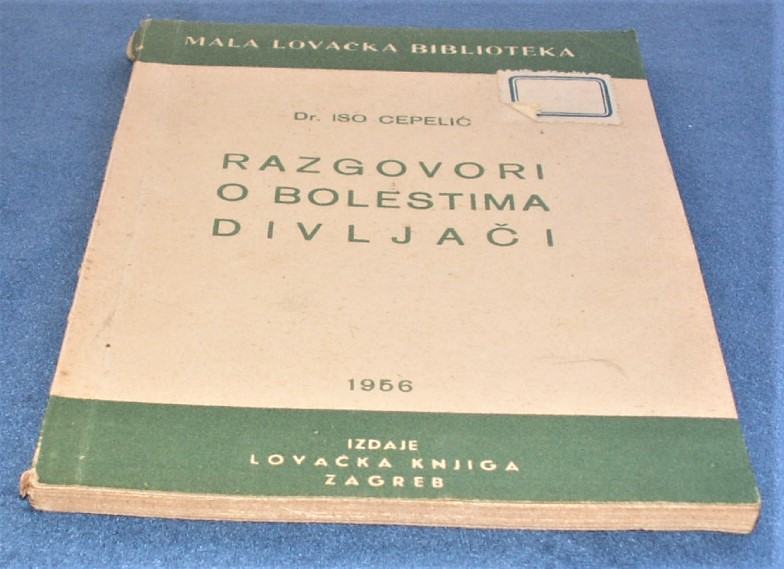 MALA LOVAČKA BIBLIOTEKA
Dr. ISO CEPELIĆ
RAZGOVORI
O BOLESTIMA
DIVLJAČI
1956
IZDAJE
LOVAČKA KNJIGA
ZAGREB